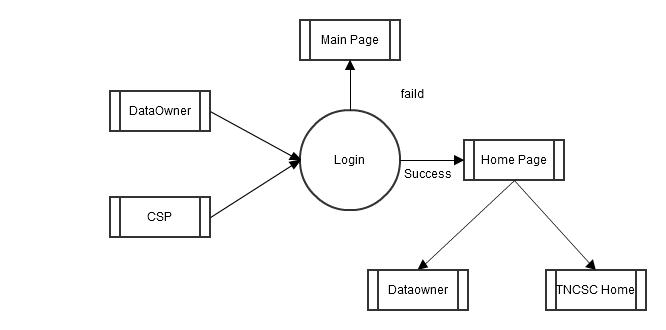 Main Page
faild
DataOwner
Login
Home Page
Success
CSP
Dataowner
TNCSC Home